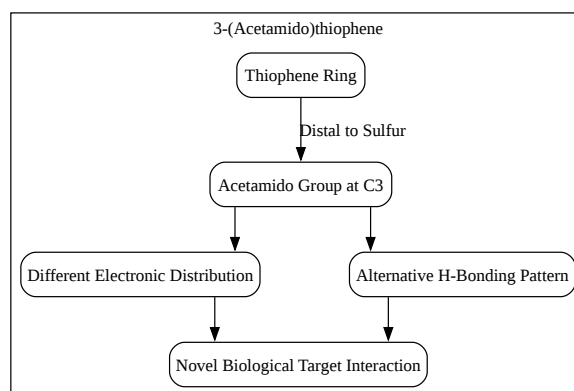 3-(Acetamido)thiophene
Thiophene Ring
Distal to Sulfur
Acetamido Group at C3
Different Electronic Distribution
Alternative H-Bonding Pattern
Novel Biological Target Interaction